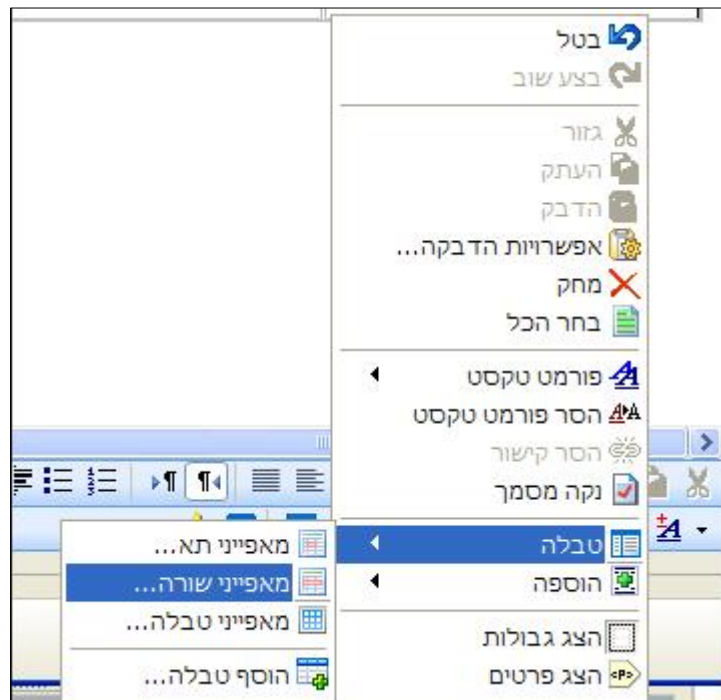 בטל
בצע שוב
גזור
העתק
הדבק
אפשרויות הדבקה...
מחק
בחר הכל
פורמט טקסט
הסר פורמט טקסט
הסר קישור
נקה מסמך
טבלה
הוספה
הצג גבולות
הצג פרטים
מאפייני תא...
מאפייני שורה...
מאפייני טבלה...
הוסף טבלה...